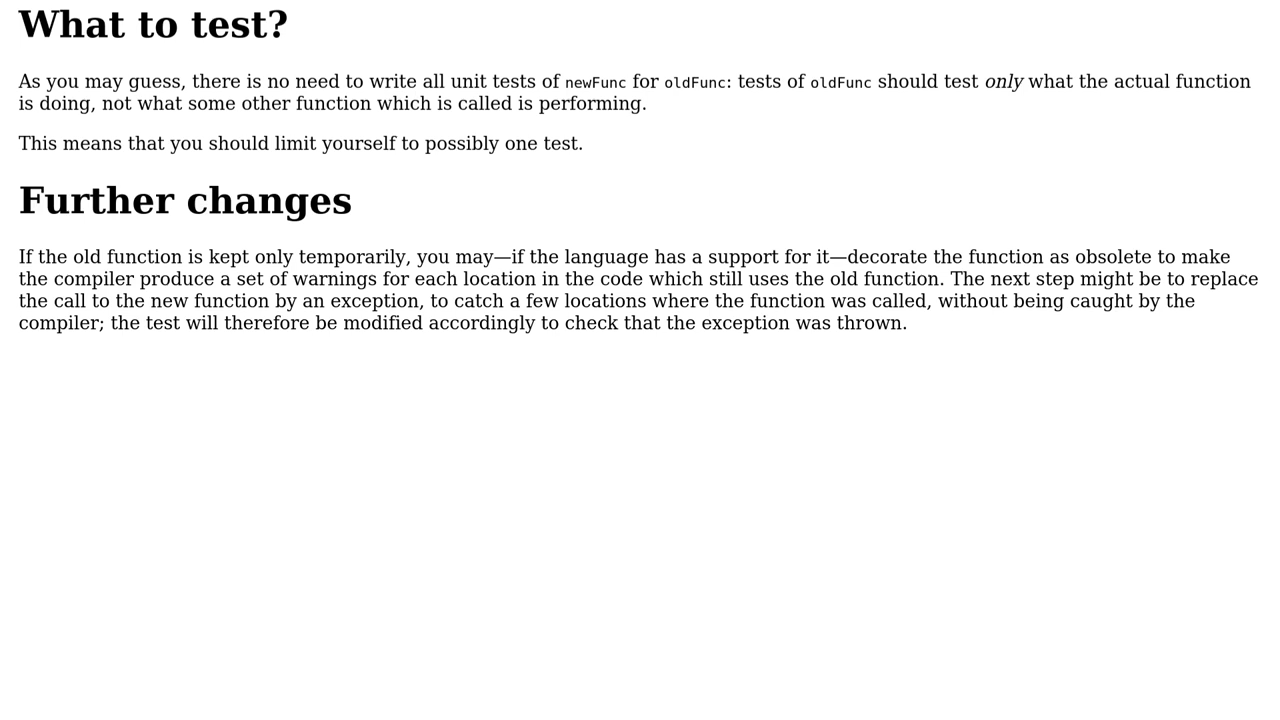 What to test?
As you may guess, there is no need to write all unit tests of newFunc for oldFunc: tests of oldFunc should test only what the actual function
is doing, not what some other function which is called is performing.
This means that you should limit yourself to possibly one test.
Further changes
If the old function is kept only temporarily, you may—if the language has a support for it—decorate the function as obsolete to make
the compiler produce a set of warnings for each location in the code which still uses the old function. The next step might be to replace
the call to the new function by an exception, to catch a few locations where the function was called, without being caught by the
compiler; the test will therefore be modified accordingly to check that the exception was thrown.